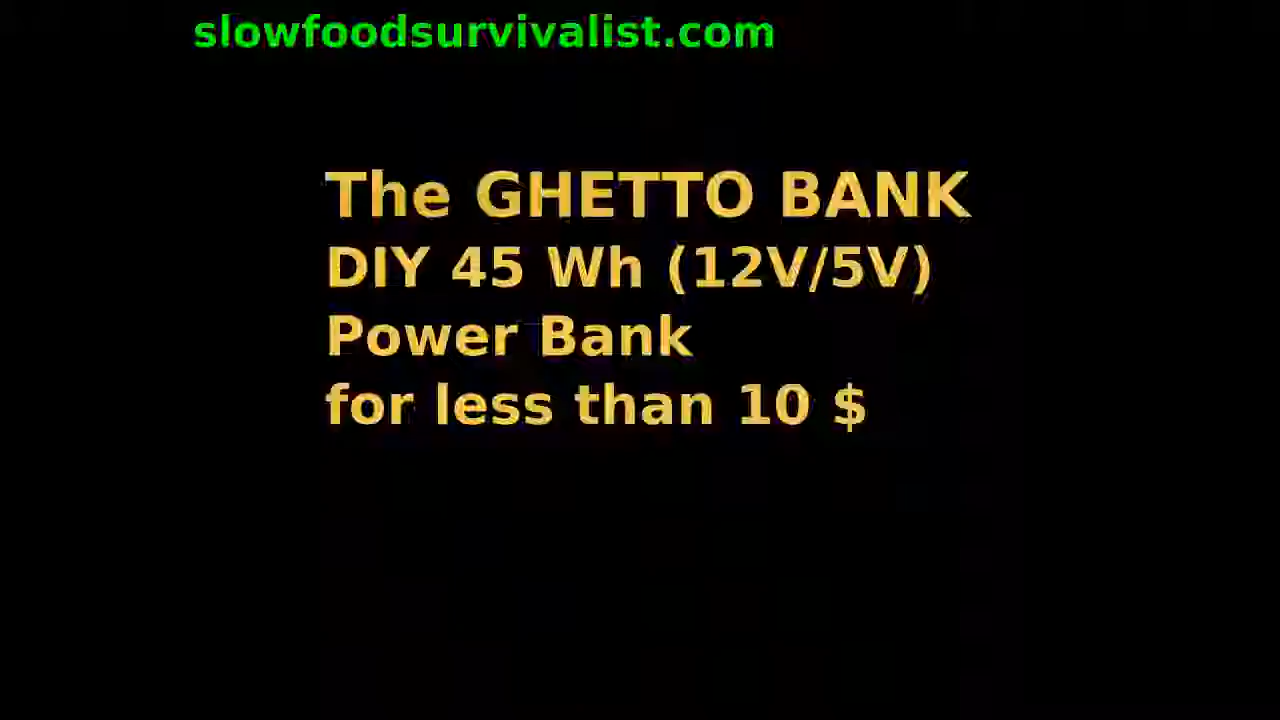 slowfoodsurvivalist.com
The GHETTO BANK
DIY 45 Wh (12V/5V)
Power Bank
for less than 10 $